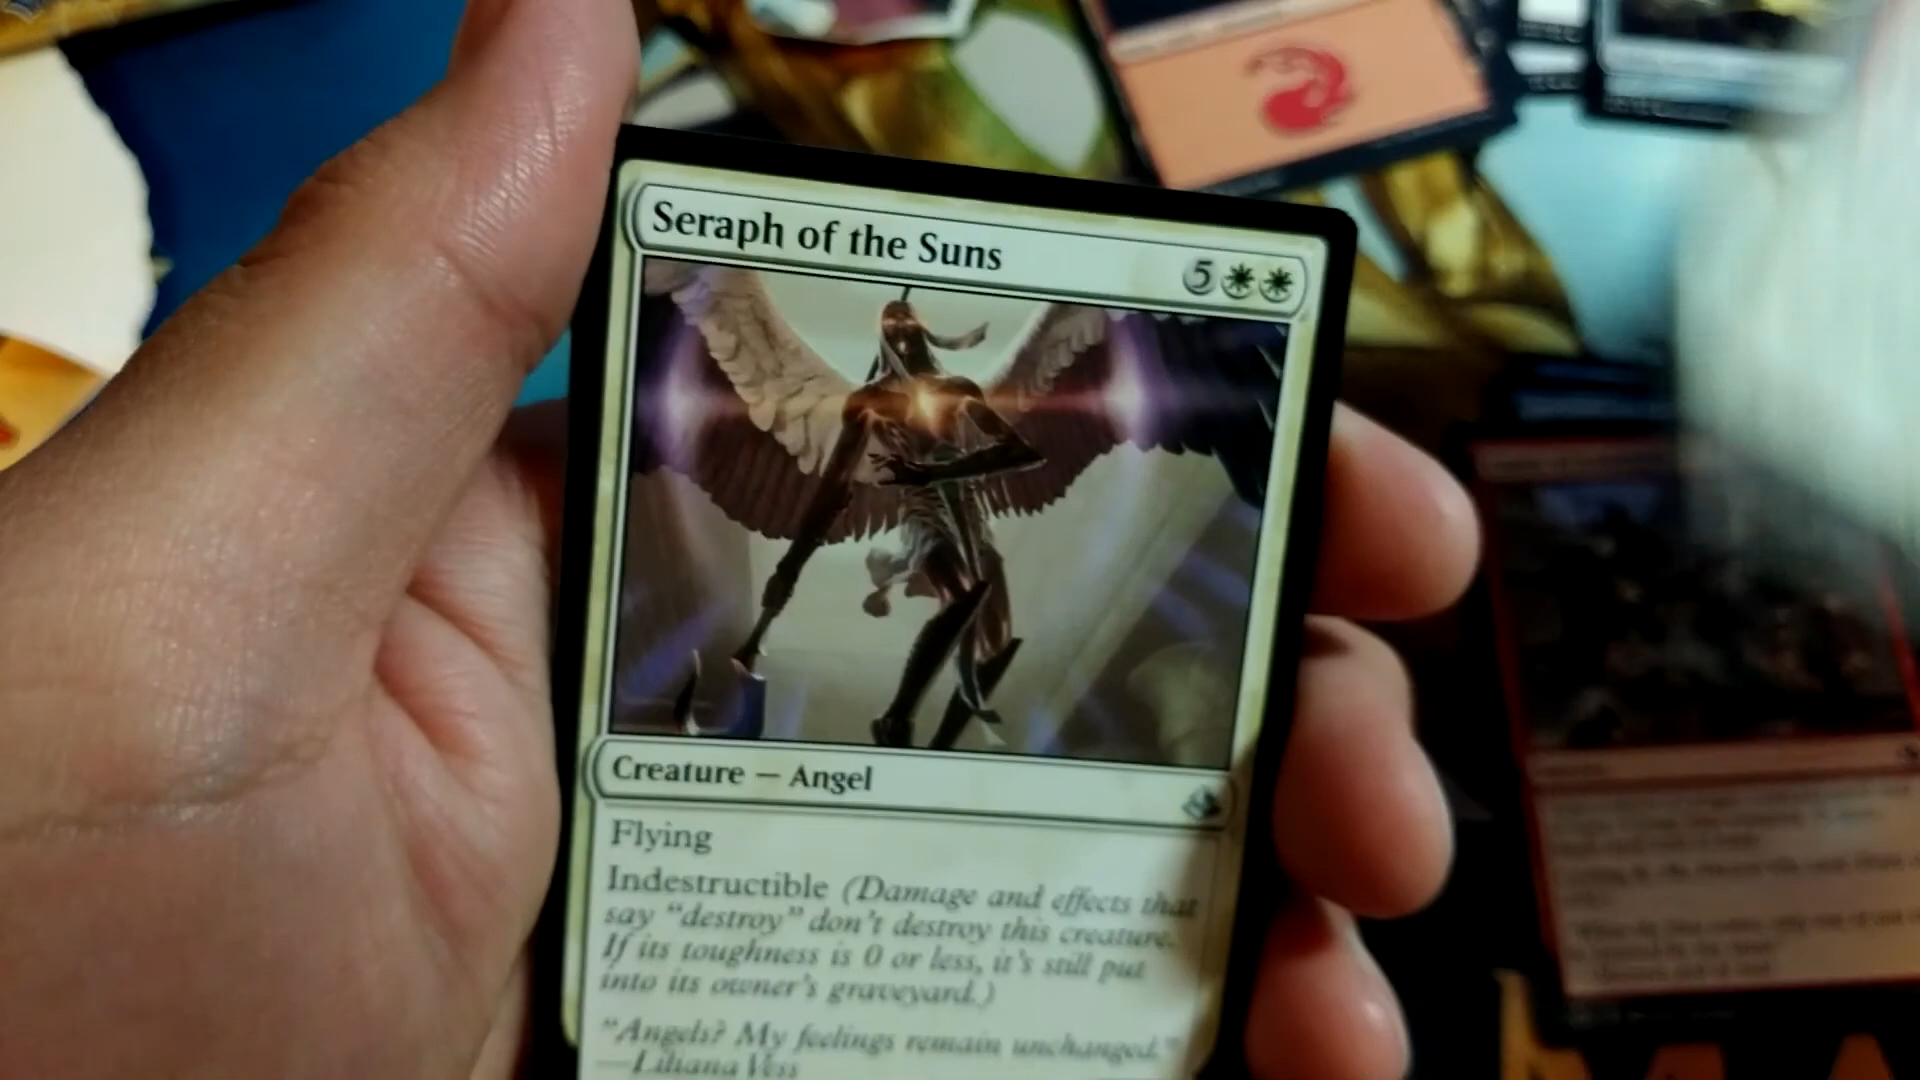 Seraph of the Suns
5
Creature — Angel
Flying
Indestructible (Damage and effects that
say "destroy" don't destroy this creature.
If its toughness is 0 or less, it's still put
into its owner's graveyard.)
"Angels? My feelings remain unchanged."
—Liliana Vess